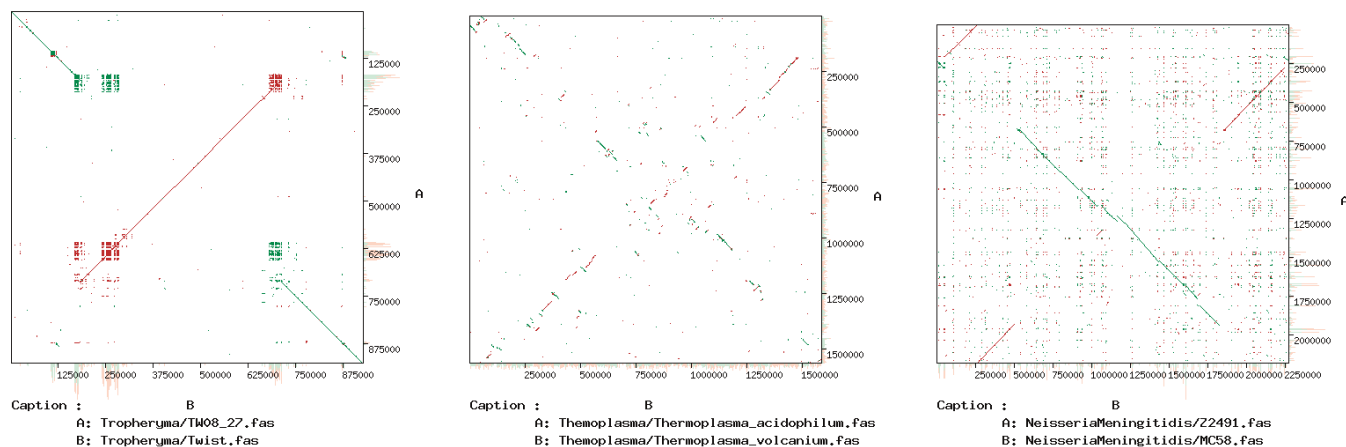 125000
250000
375000
500000
625000
750000
875000
A
125000 250000 375000 500000 625000 750000 875000
Caption : B
A: Tropheryma/TW08_27.fas
B: Tropheryma/Twist.fas
250000
500000
750000
1000000
1250000
1500000
A
250000 500000 750000 1000000 1250000 1500000
Caption : B
A: Themoplasma/Thermoplasma_acidophilum.fas
B: Themoplasma/Thermoplasma_volcanium.fas
250000
500000
750000
1000000
1250000
1500000
1750000
2000000
A
250000 500000 750000 1000000 1250000 1500000 1750000 2000000 2250000
Caption : B
A: NeisseriaMeningitidis/Z2491.fas
B: NeisseriaMeningitidis/MC58.fas